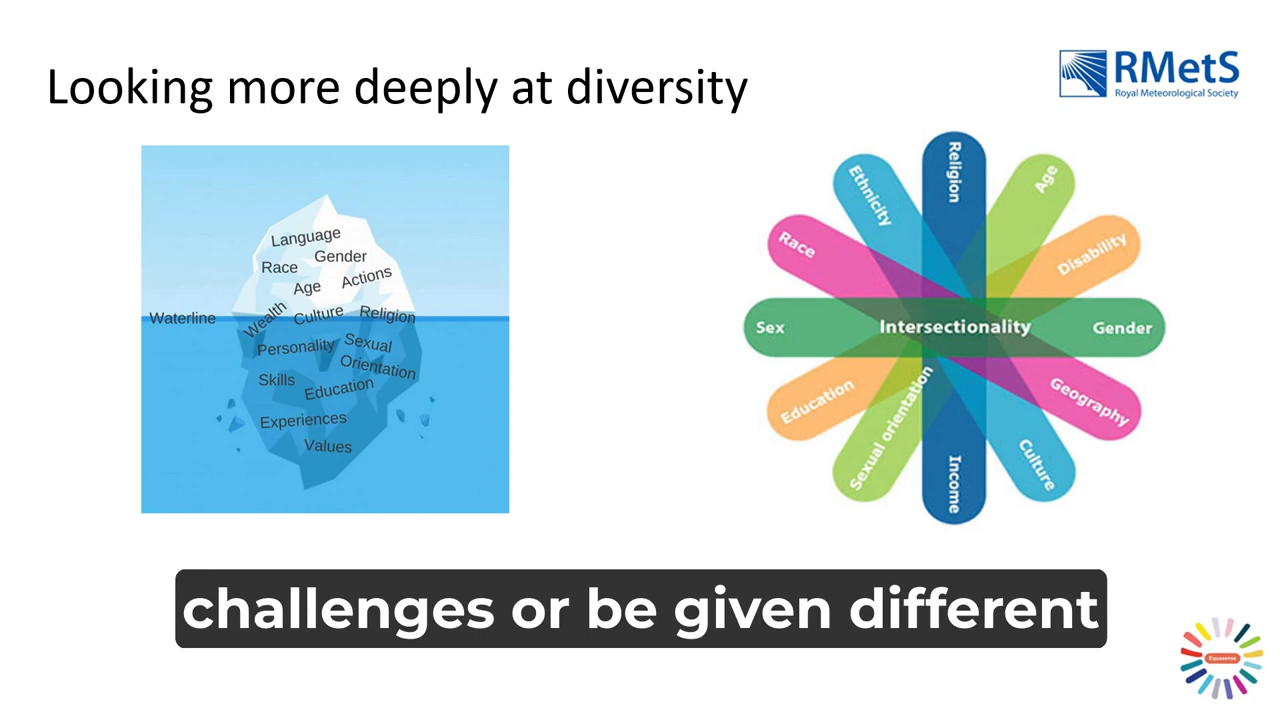 Looking more deeply at diversity
RMetS
Royal Meteorological Society
Language
Gender
Race
Actions
Age
Waterline
Wealth
Culture
Religion
Personality
Sexual
Orientation
Skills
Education
Experiences
Values
Religion
Ethnicity
Age
Race
Disability
Sex
Intersectionality
Gender
Education
Geography
Sexual orientation
Culture
Income
challenges or be given different
Equasense